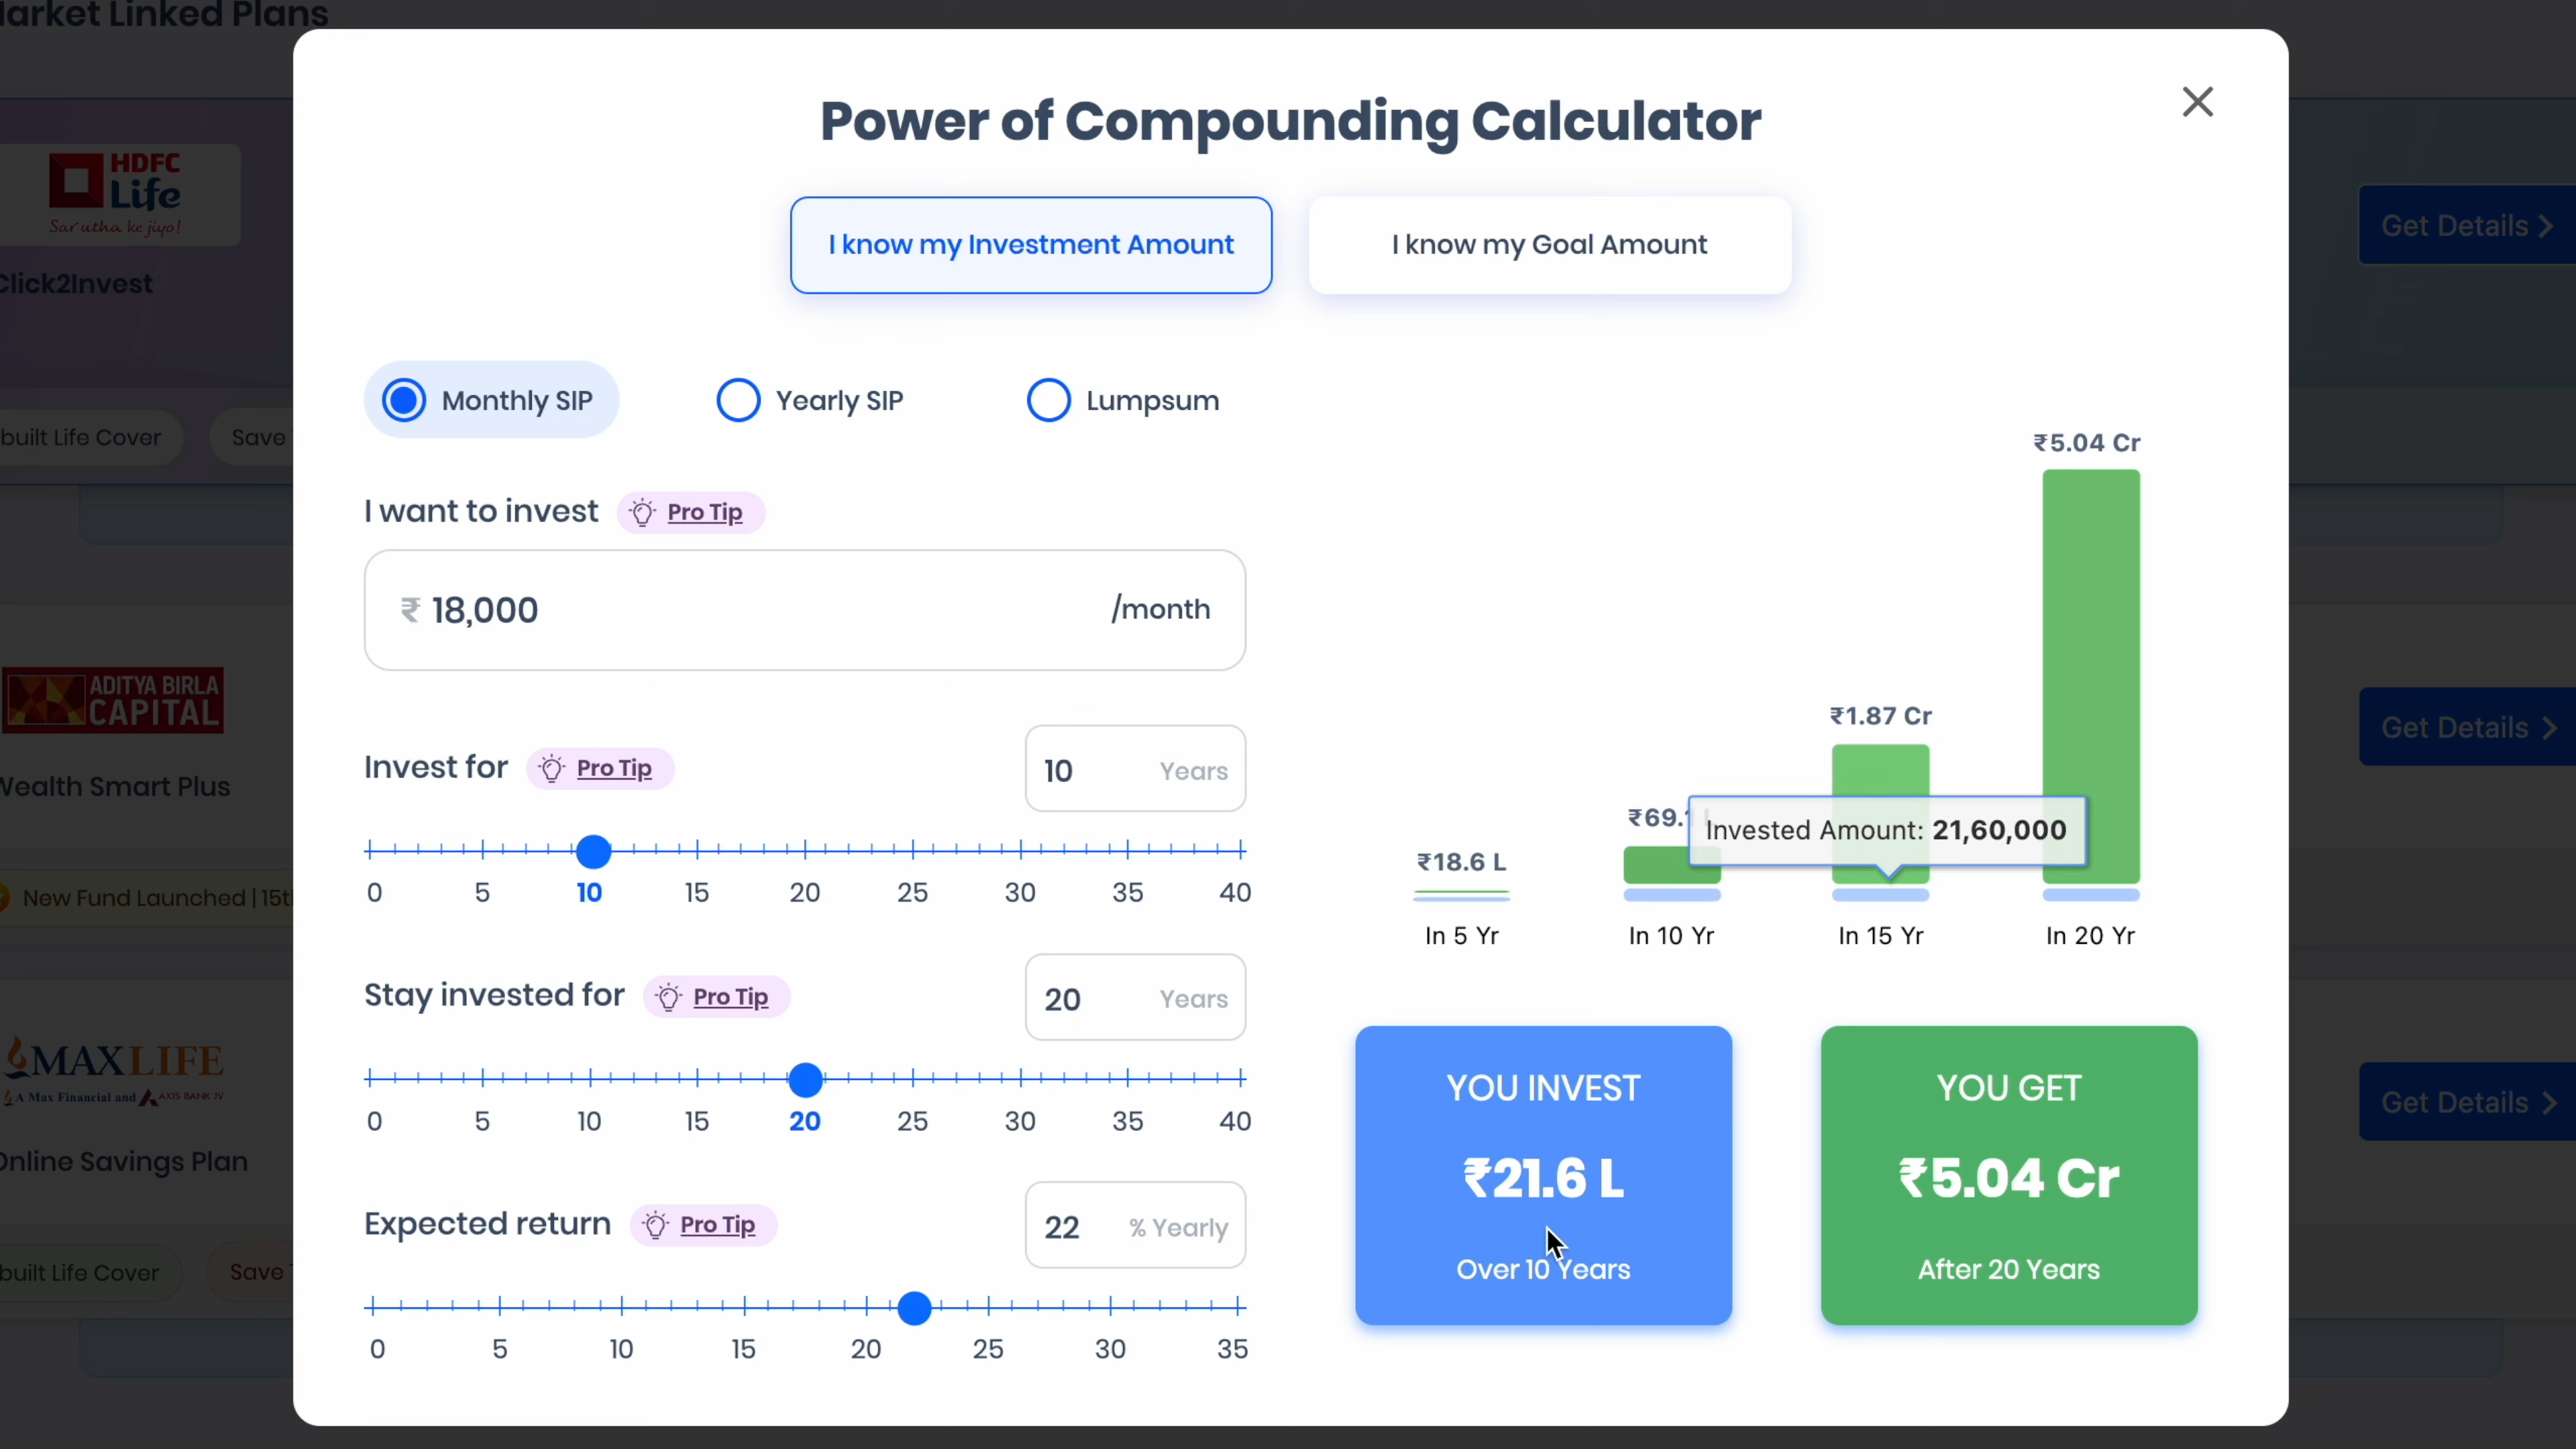 Market Linked Plans
Power of Compounding Calculator
HDFC
Life
Sar utha ke jiyo!
Click2Invest
Get Details >
I know my Investment Amount
I know my Goal Amount
Monthly SIP
Yearly SIP
Lumpsum
built Life Cover
Save
I want to invest
Pro Tip
₹ 18,000
/month
ADITYA BIRLA
CAPITAL
Wealth Smart Plus
Get Details >
Invest for
Pro Tip
10 Years
0 5 10 15 20 25 30 35 40
New Fund Launched | 15t
Stay invested for
Pro Tip
20 Years
0 5 10 15 20 25 30 35 40
MAX LIFE
A Max Financial and AXIS BANK JV
Online Savings Plan
Get Details >
Expected return
Pro Tip
22 % Yearly
0 5 10 15 20 25 30 35
built Life Cover
Save
₹5.04 Cr
₹1.87 Cr
₹69.
Invested Amount: 21,60,000
₹18.6 L
In 5 Yr
In 10 Yr
In 15 Yr
In 20 Yr
YOU INVEST
₹21.6 L
Over 10 Years
YOU GET
₹5.04 Cr
After 20 Years